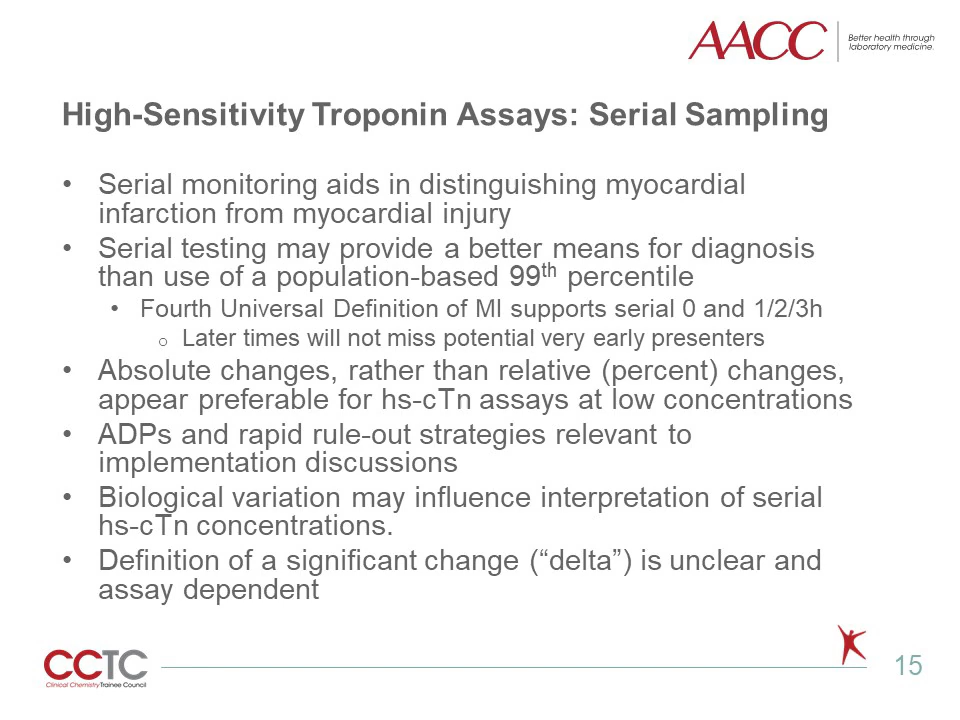 AACC
Better health through
laboratory medicine.
High-Sensitivity Troponin Assays: Serial Sampling
• Serial monitoring aids in distinguishing myocardial
infarction from myocardial injury
• Serial testing may provide a better means for diagnosis
than use of a population-based 99th percentile
• Fourth Universal Definition of MI supports serial 0 and 1/2/3h
o Later times will not miss potential very early presenters
• Absolute changes, rather than relative (percent) changes,
appear preferable for hs-cTn assays at low concentrations
• ADPs and rapid rule-out strategies relevant to
implementation discussions
• Biological variation may influence interpretation of serial
hs-cTn concentrations.
• Definition of a significant change (“delta”) is unclear and
assay dependent
CCTC
Clinical Chemistry Trainee Council
15